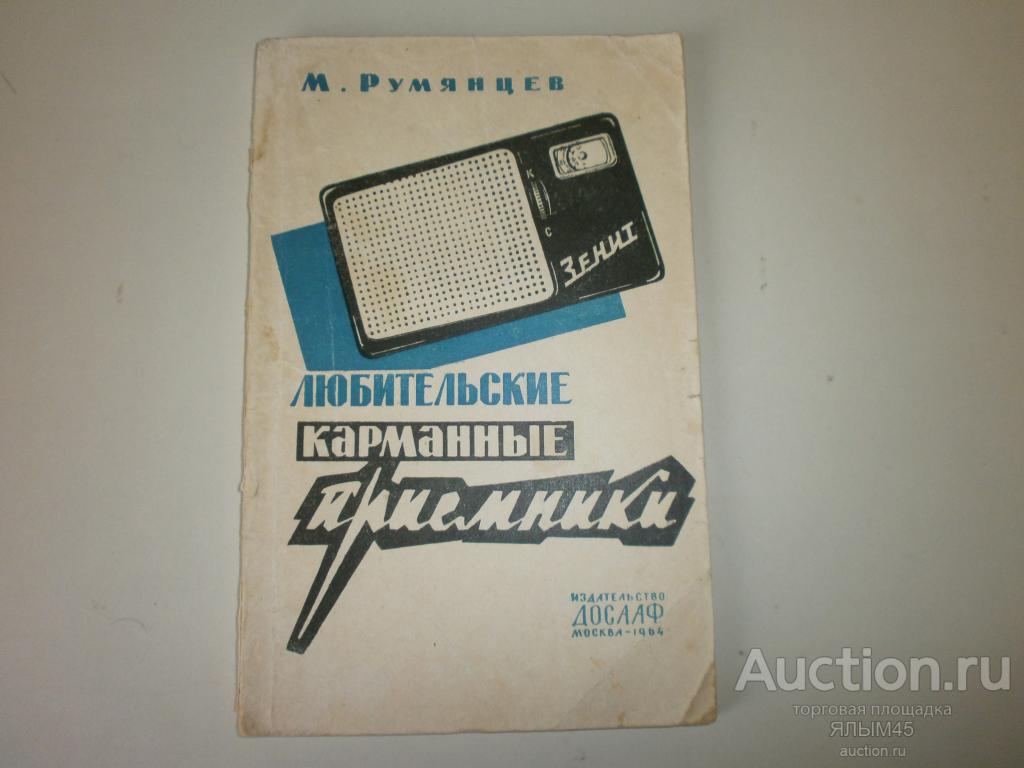 М. Румянцев
К
С
ЗЕНИТ
ЛЮБИТЕЛЬСКИЕ
КАРМАННЫЕ
приемники
ИЗДАТЕЛЬСТВО
ДОСААФ
МОСКВА-1964
Auction.ru
торговая площадка
ЯЛЫМ45
auction.ru